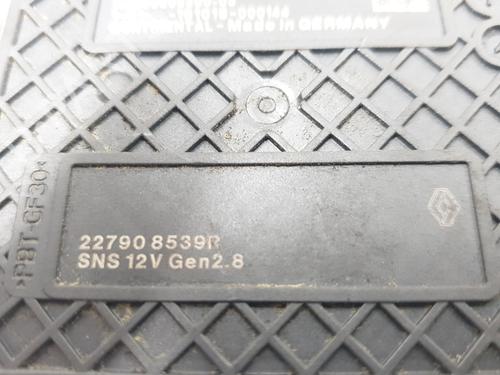 CONTINENTAL - Made in GERMANY
>PBT-GF30<
22790 8539R
SNS 12V Gen2.8